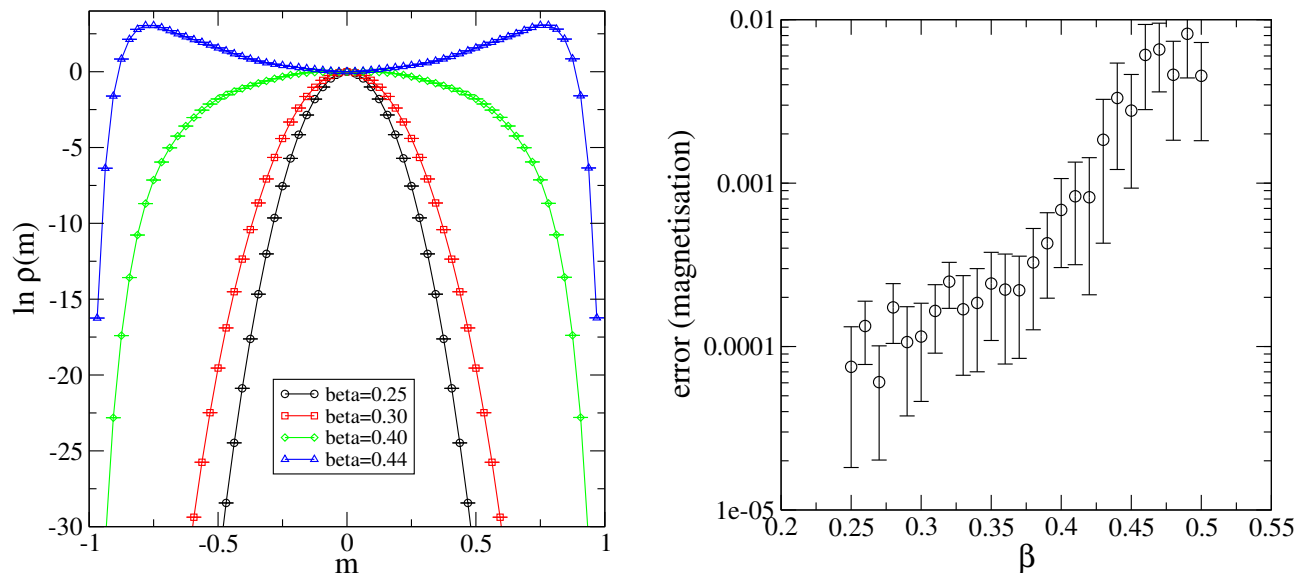 0
-5
-10
-15
-20
-25
-30
ln ρ(m)
beta=0.25
beta=0.30
beta=0.40
beta=0.44
-1
-0.5
0
0.5
1
m
0.01
0.001
0.0001
1e-05
error (magnetisation)
0.2
0.25
0.3
0.35
0.4
0.45
0.5
0.55
β